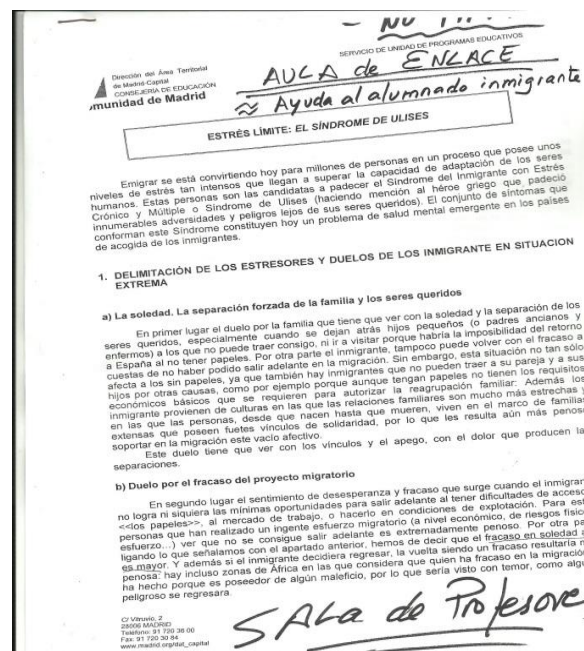 SERVICIO DE UNIDAD DE PROGRAMAS EDUCATIVOS
Dirección del Área Territorial
de Madrid-Capital
CONSEJERÍA DE EDUCACIÓN
munidad de Madrid
AULA de ENLACE
≈ Ayuda al alumnado inmigrante
ESTRÉS LÍMITE: EL SÍNDROME DE ULISES
Emigrar se está convirtiendo hoy para millones de personas en un proceso que posee unos
niveles de estrés tan intensos que llegan a superar la capacidad de adaptación de los seres
humanos. Estas personas son las candidatas a padecer el Síndrome del Inmigrante con Estrés
Crónico y Múltiple o Síndrome de Ulises (haciendo mención al héroe griego que padeció
innumerables adversidades y peligros lejos de sus seres queridos). El conjunto de síntomas que
conforman este Síndrome constituyen hoy un problema de salud mental emergente en los países
de acogida de los inmigrantes.
1. DELIMITACIÓN DE LOS ESTRESORES Y DUELOS DE LOS INMIGRANTE EN SITUACION
EXTREMA
a) La soledad. La separación forzada de la familia y los seres queridos
En primer lugar el duelo por la familia que tiene que ver con la soledad y la separación de los
seres queridos, especialmente cuando se dejan atrás hijos pequeños (o padres ancianos y
enfermos) a los que no puede traer consigo, ni ir a visitar porque habría la imposibilidad del retorno
a España al no tener papeles. Por otra parte el inmigrante, tampoco puede volver con el fracaso a
cuestas de no haber podido salir adelante en la migración. Sin embargo, esta situación no tan sólo
afecta a los sin papeles, ya que también hay inmigrantes que no pueden traer a su pareja y a sus
hijos por otras causas, como por ejemplo porque aunque tengan papeles no tienen los requisitos
económicos básicos que se requieren para autorizar la reagrupación familiar: Además los
inmigrante provienen de culturas en las que las relaciones familiares son mucho más estrechas y
en las que las personas, desde que nacen hasta que mueren, viven en el marco de familias
extensas que poseen fuetes vínculos de solidaridad, por lo que les resulta aún más penos
soportar en la migración este vacío afectivo.
Este duelo tiene que ver con los vínculos y el apego, con el dolor que producen la
separaciones.
b) Duelo por el fracaso del proyecto migratorio
En segundo lugar el sentimiento de desesperanza y fracaso que surge cuando el inmigran
no logra ni siquiera las mínimas oportunidades para salir adelante al tener dificultades de acceso
<<los papeles>>, al mercado de trabajo, o hacerlo en condiciones de explotación. Para est
personas que han realizado un ingente esfuerzo migratorio (a nivel económico, de riesgos físic
esfuerzo...) ver que no se consigue salir adelante es extremadamente penoso. Por otra pa
ligando lo que señalamos con el apartado anterior, hemos de decir que el fracaso en soledad a
es mayor. Y además si el inmigrante decidiera regresar, la vuelta siendo un fracaso resultaría m
penosa: hay incluso zonas de África en las que considera que quien ha fracaso en la migración
ha hecho porque es poseedor de algún maleficio, por lo que sería visto con temor, como algu
peligroso se regresara.
C/ Vitruvio, 2
28006 MADRID
Teléfono: 91 720 30 00
Fax: 91 720 30 84
www.madrid.org/dat_capital
SALA de Profesore